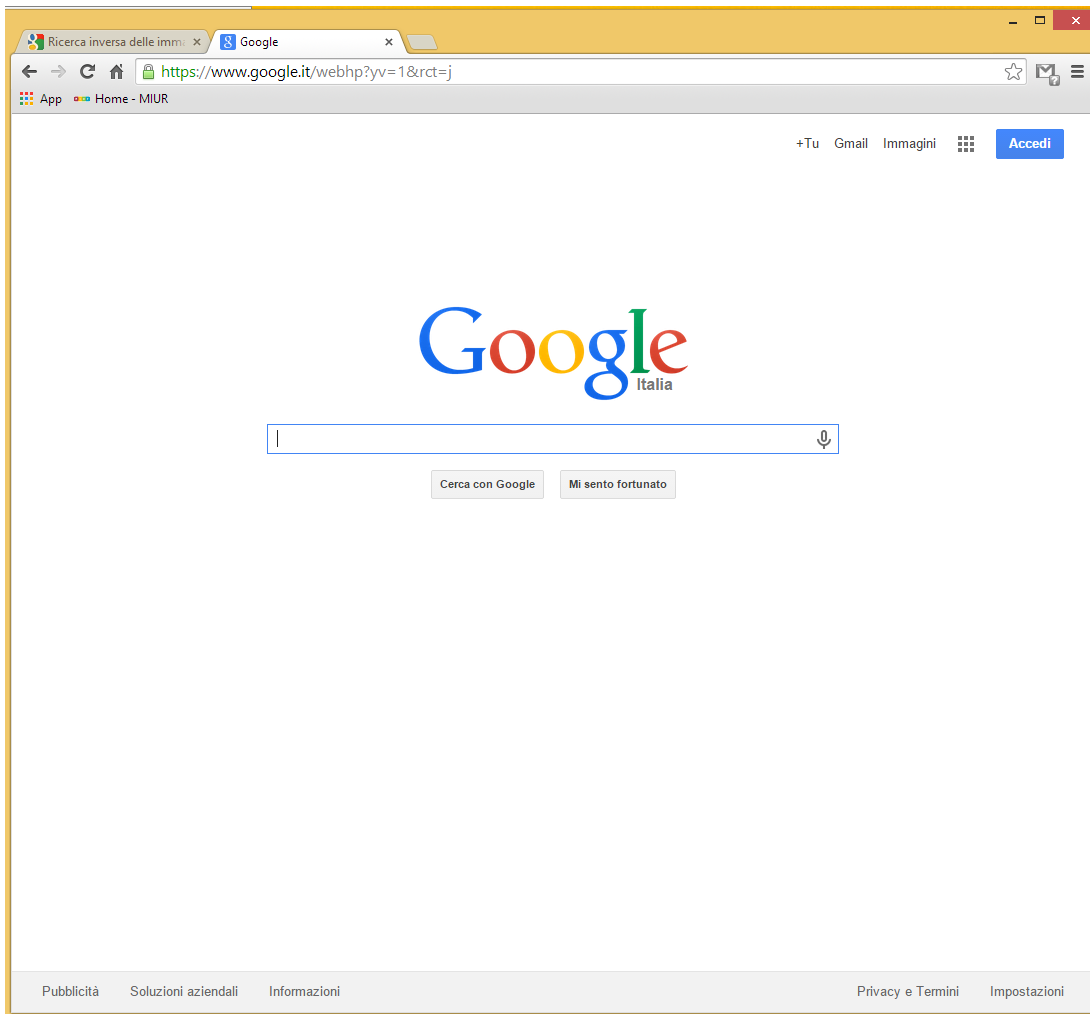 Ricerca inversa delle imma
Google
https://www.google.it/webhp?yv=1&rct=j
App Home - MIUR
+Tu Gmail Immagini Accedi
Google
Italia
Cerca con Google Mi sento fortunato
Pubblicità Soluzioni aziendali Informazioni Privacy e Termini Impostazioni